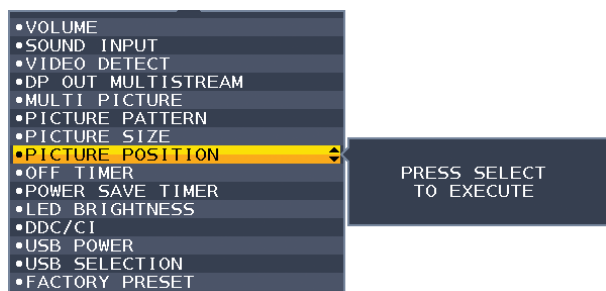 •VOLUME
•SOUND INPUT
•VIDEO DETECT
•DP OUT MULTISTREAM
•MULTI PICTURE
•PICTURE PATTERN
•PICTURE SIZE
•PICTURE POSITION
•OFF TIMER
•POWER SAVE TIMER
•LED BRIGHTNESS
•DDC/CI
•USB POWER
•USB SELECTION
•FACTORY PRESET
PRESS SELECT
TO EXECUTE